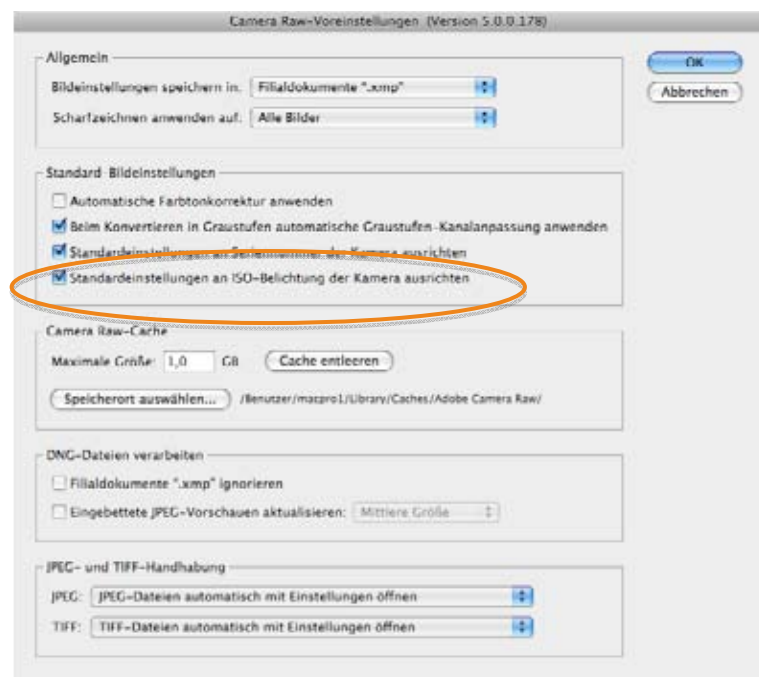 Camera Raw-Voreinstellungen (Version 5.0.0.178)
Allgemein
Bildeinstellungen speichern in: Filialdokumente ".xmp"
Scharfzeichnen anwenden auf: Alle Bilder
OK
Abbrechen
Standard-Bildeinstellungen
Automatische Farbtonkorrektur anwenden
Beim Konvertieren in Graustufen automatische Graustufen-Kanalanpassung anwenden
Standardeinstellungen an Seriennummer der Kamera ausrichten
Standardeinstellungen an ISO-Belichtung der Kamera ausrichten
Camera Raw-Cache
Maximale Größe: 1,0 GB Cache entleeren
Speicherort auswählen... /Benutzer/macpro1/Library/Caches/Adobe Camera Raw/
DNG-Dateien verarbeiten
Filialdokumente ".xmp" ignorieren
Eingebettete JPEG-Vorschauen aktualisieren: Mittlere Größe
JPEG- und TIFF-Handhabung
JPEG: JPEG-Dateien automatisch mit Einstellungen öffnen
TIFF: TIFF-Dateien automatisch mit Einstellungen öffnen